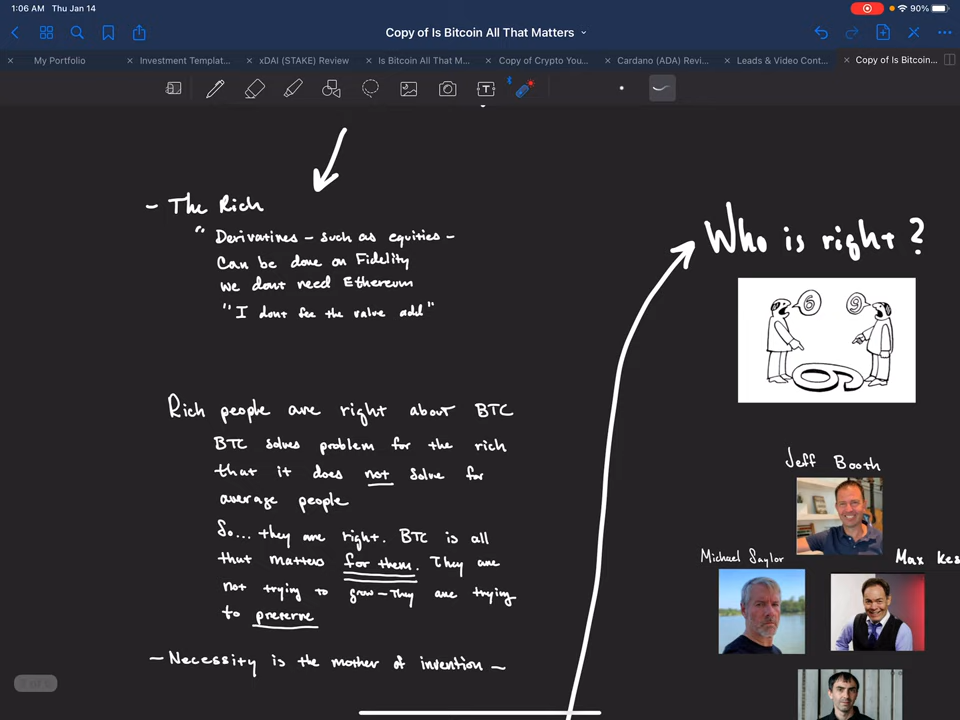 1:06 AM Thu Jan 14
90%
Copy of Is Bitcoin All That Matters
My Portfolio
Investment Templat...
xDAI (STAKE) Review
Is Bitcoin All That M...
Copy of Crypto You...
Cardano (ADA) Revi...
Leads & Video Cont...
Copy of Is Bitcoin...
- The Rich
" Derivatives - such as equities -
Can be done on Fidelity
We dont need Ethereum
"I dont see the value add"
Rich people are right about BTC
BTC solves problem for the rich
that it does not solve for
average people
So... they are right. BTC is all
that matters for them. They are
not trying to grow - They are trying
to preserve
- Necessity is the mother of invention -
Who is right?
6
9
6
Jeff Booth
Michael Saylor
Max Kes